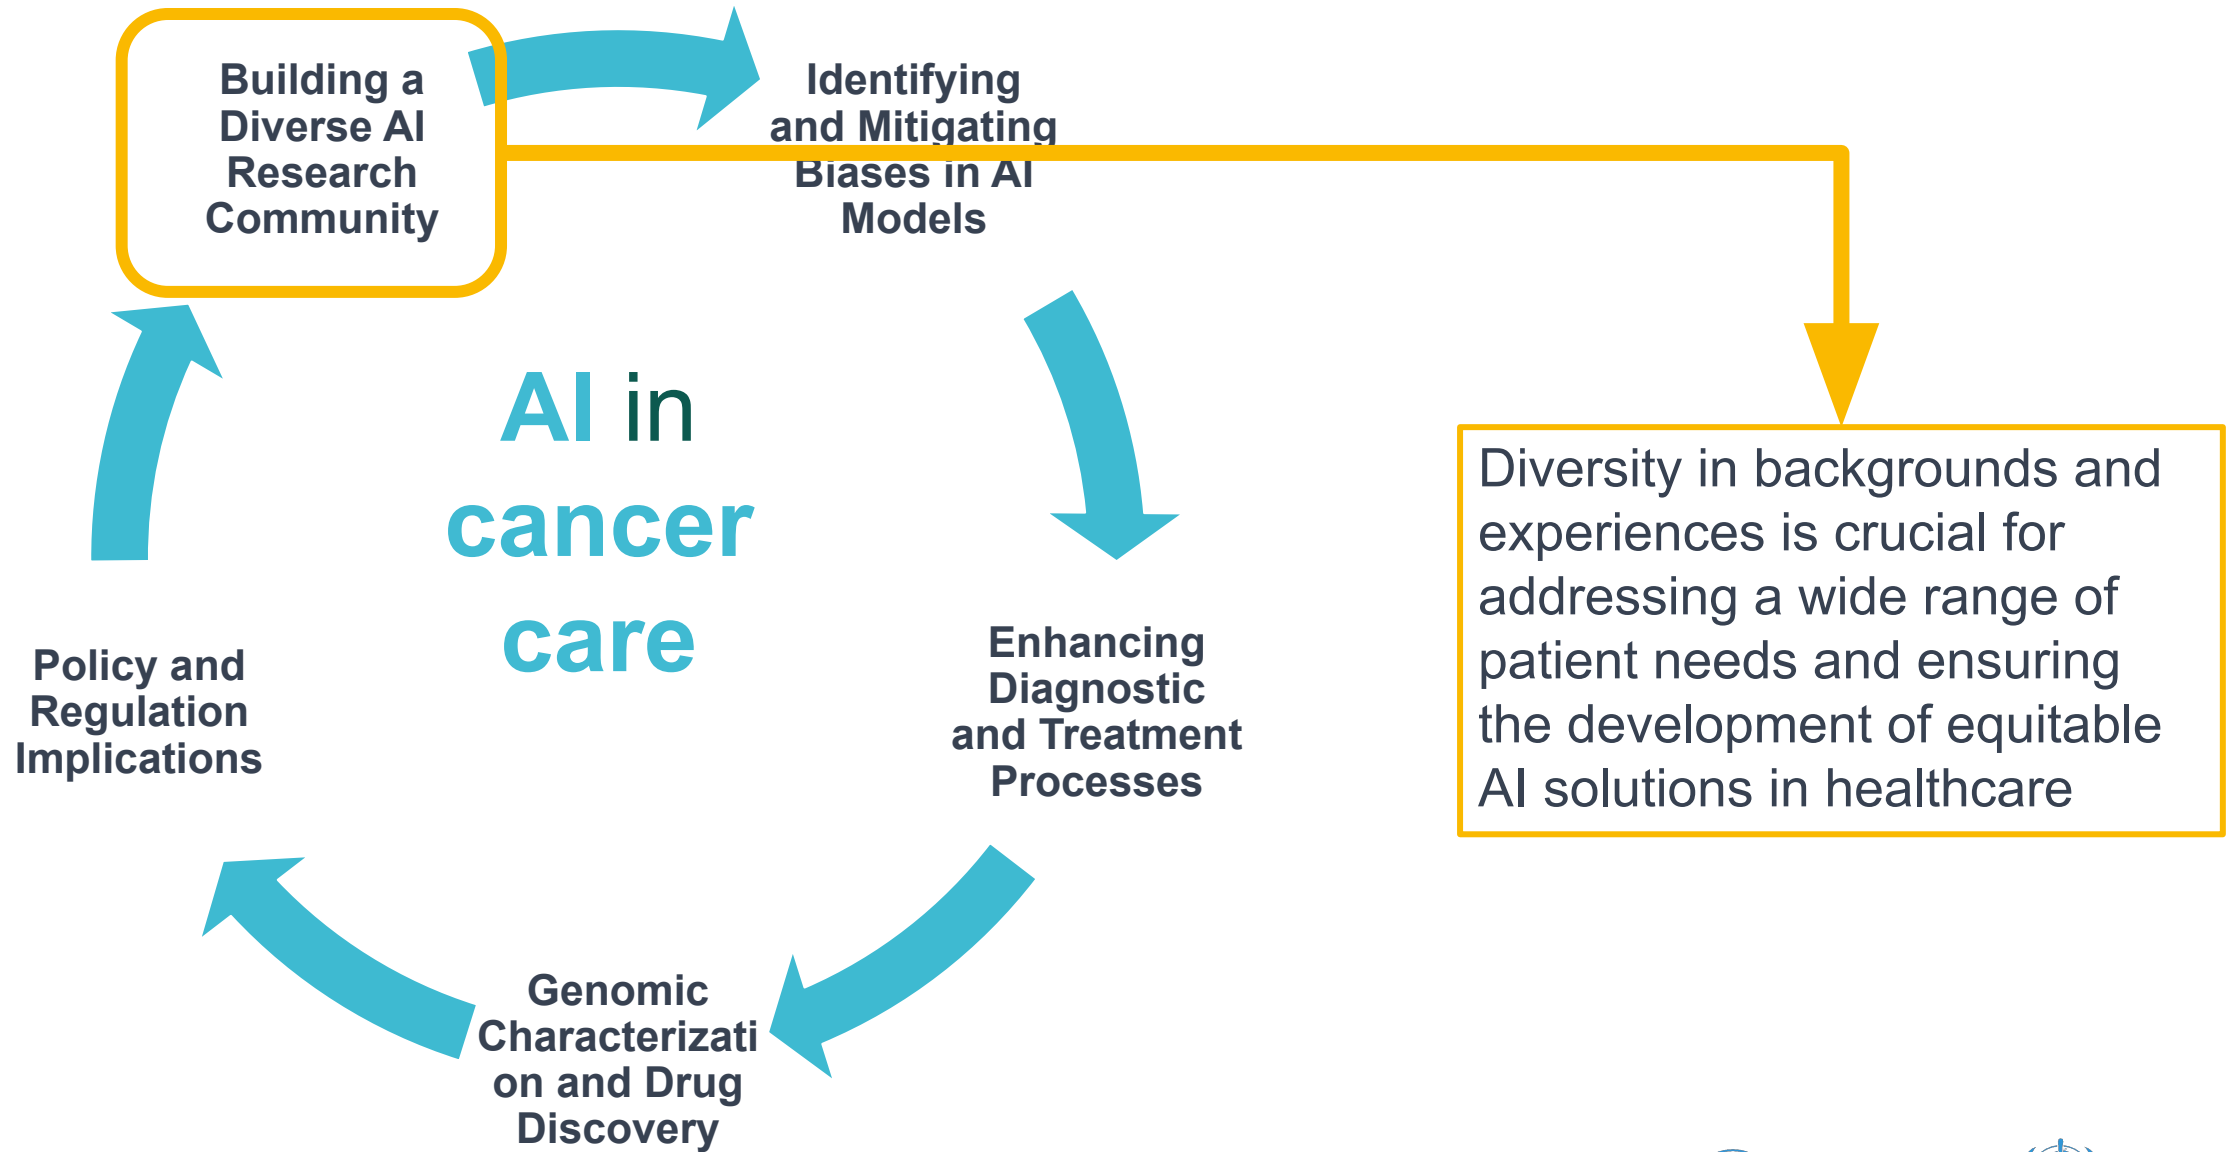 Building a
Diverse AI
Research
Community
Identifying
and Mitigating
Biases in AI
Models
AI in
cancer
care
Enhancing
Diagnostic
and Treatment
Processes
Genomic
Characterizati
on and Drug
Discovery
Policy and
Regulation
Implications
Diversity in backgrounds and
experiences is crucial for
addressing a wide range of
patient needs and ensuring
the development of equitable
AI solutions in healthcare